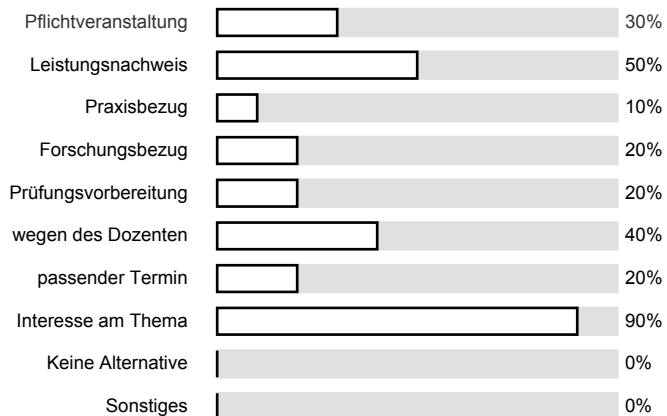 Pflichtveranstaltung 30%
Leistungsnachweis 50%
Praxisbezug 10%
Forschungsbezug 20%
Prüfungsvorbereitung 20%
wegen des Dozenten 40%
passender Termin 20%
Interesse am Thema 90%
Keine Alternative 0%
Sonstiges 0%